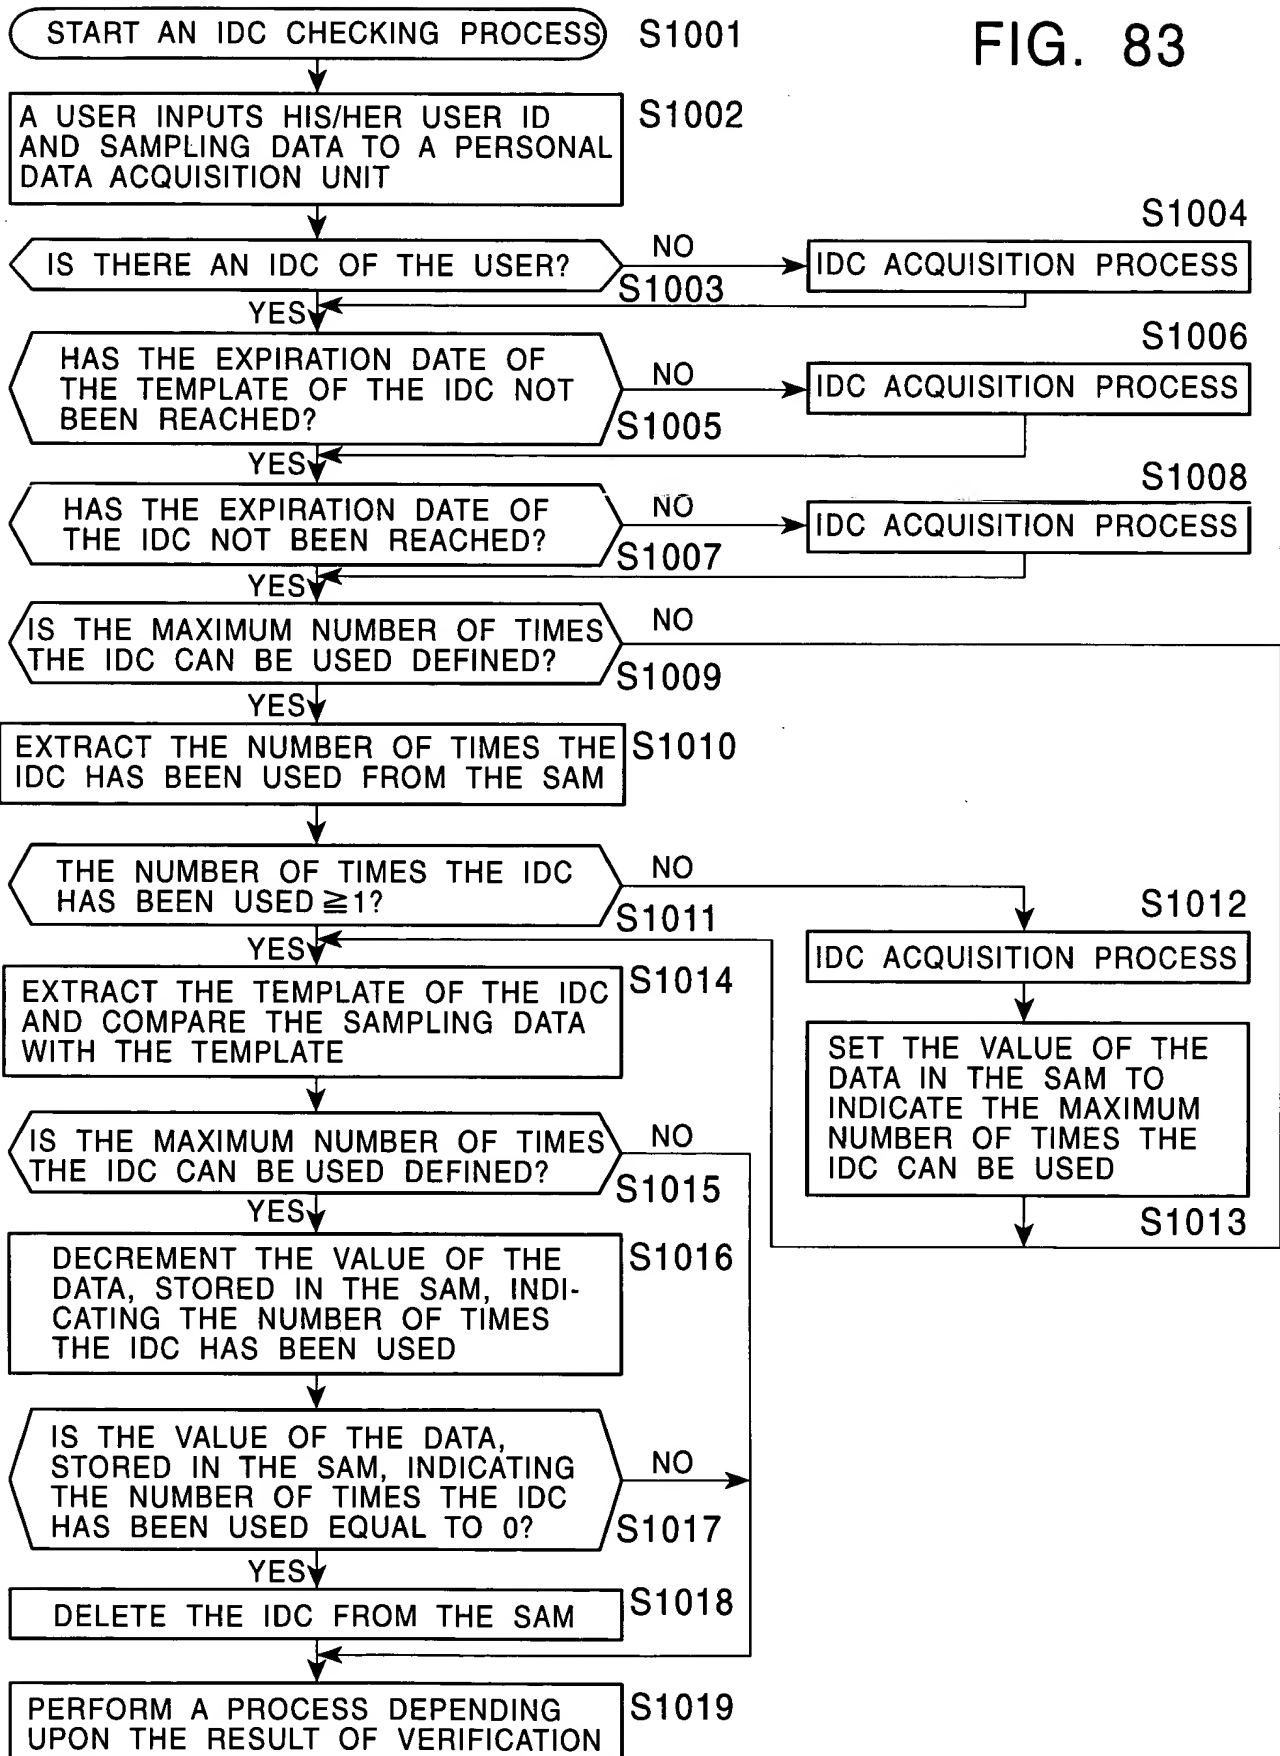 FIG. 83
START AN IDC CHECKING PROCESS
S1001
A USER INPUTS HIS/HER USER ID
AND SAMPLING DATA TO A PERSONAL
DATA ACQUISITION UNIT
S1002
IS THERE AN IDC OF THE USER?
NO
S1003
S1004
IDC ACQUISITION PROCESS
YES
HAS THE EXPIRATION DATE OF
THE TEMPLATE OF THE IDC NOT
BEEN REACHED?
NO
S1005
S1006
IDC ACQUISITION PROCESS
YES
HAS THE EXPIRATION DATE OF
THE IDC NOT BEEN REACHED?
NO
S1007
S1008
IDC ACQUISITION PROCESS
YES
IS THE MAXIMUM NUMBER OF TIMES
THE IDC CAN BE USED DEFINED?
NO
S1009
YES
EXTRACT THE NUMBER OF TIMES THE
IDC HAS BEEN USED FROM THE SAM
S1010
THE NUMBER OF TIMES THE IDC
HAS BEEN USED ≧ 1?
NO
S1011
S1012
IDC ACQUISITION PROCESS
SET THE VALUE OF THE
DATA IN THE SAM TO
INDICATE THE MAXIMUM
NUMBER OF TIMES THE
IDC CAN BE USED
S1013
YES
EXTRACT THE TEMPLATE OF THE IDC
AND COMPARE THE SAMPLING DATA
WITH THE TEMPLATE
S1014
IS THE MAXIMUM NUMBER OF TIMES
THE IDC CAN BE USED DEFINED?
NO
S1015
YES
DECREMENT THE VALUE OF THE
DATA, STORED IN THE SAM, INDI-
CATING THE NUMBER OF TIMES
THE IDC HAS BEEN USED
S1016
IS THE VALUE OF THE DATA,
STORED IN THE SAM, INDICATING
THE NUMBER OF TIMES THE IDC
HAS BEEN USED EQUAL TO 0?
NO
S1017
YES
DELETE THE IDC FROM THE SAM
S1018
PERFORM A PROCESS DEPENDING
UPON THE RESULT OF VERIFICATION
S1019